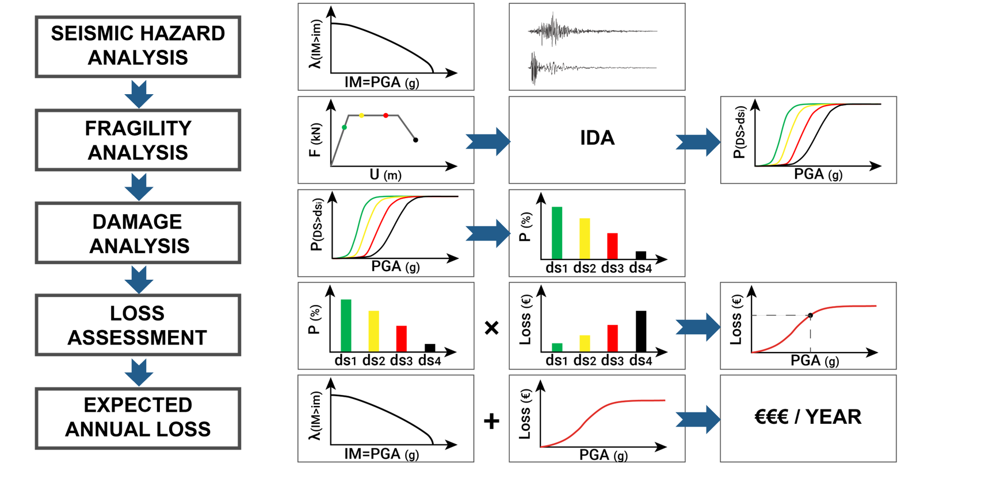 SEISMIC HAZARD
ANALYSIS
λ(IM>im)
IM=PGA (g)
FRAGILITY
ANALYSIS
F (kN)
U (m)
IDA
P(DS>dsi)
PGA (g)
DAMAGE
ANALYSIS
P(DS>dsi)
PGA (g)
P (%)
ds1 ds2 ds3 ds4
LOSS
ASSESSMENT
P (%)
ds1 ds2 ds3 ds4
×
Loss (€)
ds1 ds2 ds3 ds4
Loss (€)
PGA (g)
EXPECTED
ANNUAL LOSS
λ(IM>im)
IM=PGA (g)
+
Loss (€)
PGA (g)
€€€ / YEAR